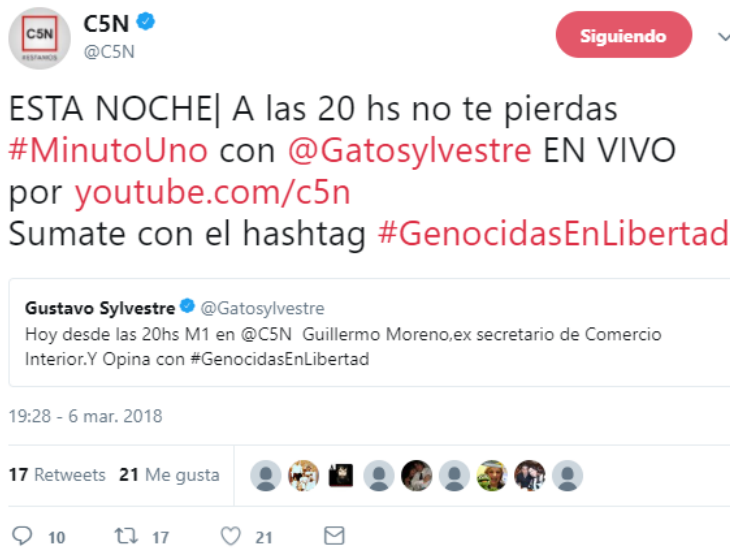 C5N
C5N
RESTAMOS
@C5N
Siguiendo
ESTA NOCHE| A las 20 hs no te pierdas
#MinutoUno con @Gatosylvestre EN VIVO
por youtube.com/c5n
Sumate con el hashtag #GenocidasEnLibertad
Gustavo Sylvestre @Gatosylvestre
Hoy desde las 20hs M1 en @C5N Guillermo Moreno,ex secretario de Comercio
Interior.Y Opina con #GenocidasEnLibertad
19:28 - 6 mar. 2018
17 Retweets 21 Me gusta
10 17 21